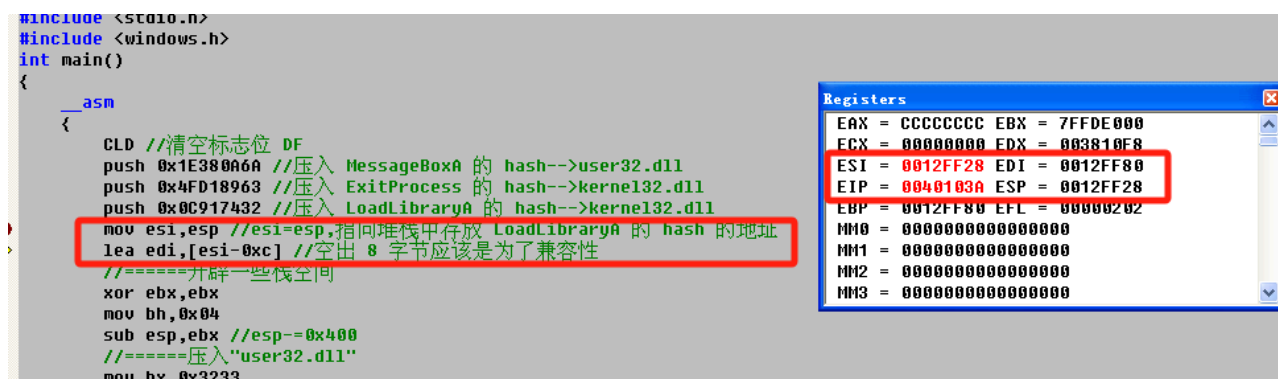 #include <stdio.h>
#include <windows.h>
int main()
{
__asm
{
CLD //清空标志位 DF
push 0x1E380A6A //压入 MessageBoxA 的 hash-->user32.dll
push 0x4FD18963 //压入 ExitProcess 的 hash-->kernel32.dll
push 0x0C917432 //压入 LoadLibraryA 的 hash-->kernel32.dll
mov esi,esp //esi=esp,指向堆栈中存放 LoadLibraryA 的 hash 的地址
lea edi,[esi-0xc] //空出 8 字节应该是为了兼容性
//======开辟一些栈空间
xor ebx,ebx
mov bh,0x04
sub esp,ebx //esp-=0x400
//======压入"user32.dll"
mov bx,0x3233
Registers
EAX = CCCCCCCC EBX = 7FFDE000
ECX = 00000000 EDX = 003810F8
ESI = 0012FF28 EDI = 0012FF80
EIP = 0040103A ESP = 0012FF28
EBP = 0012FF80 EFL = 00000202
MM0 = 0000000000000000
MM1 = 0000000000000000
MM2 = 0000000000000000
MM3 = 0000000000000000